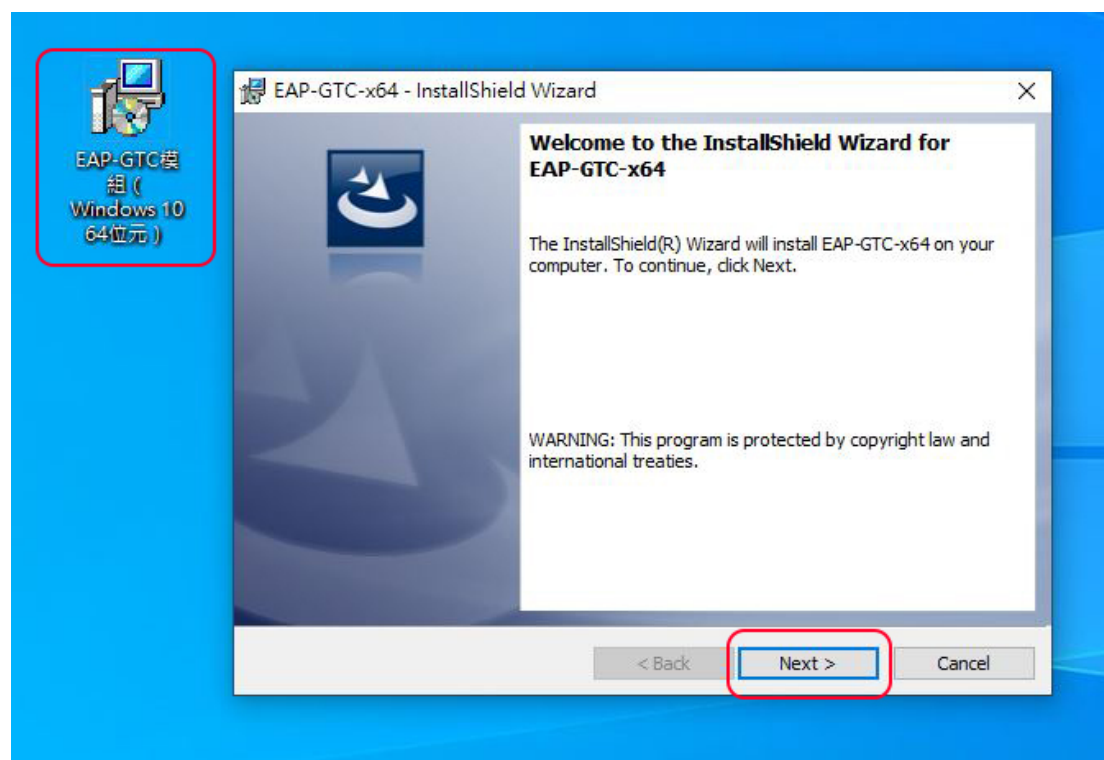 EAP-GTC模
組 (
Windows 10
64位元 )
EAP-GTC-x64 - InstallShield Wizard
Welcome to the InstallShield Wizard for
EAP-GTC-x64
The InstallShield(R) Wizard will install EAP-GTC-x64 on your
computer. To continue, click Next.
WARNING: This program is protected by copyright law and
international treaties.
< Back
Next >
Cancel